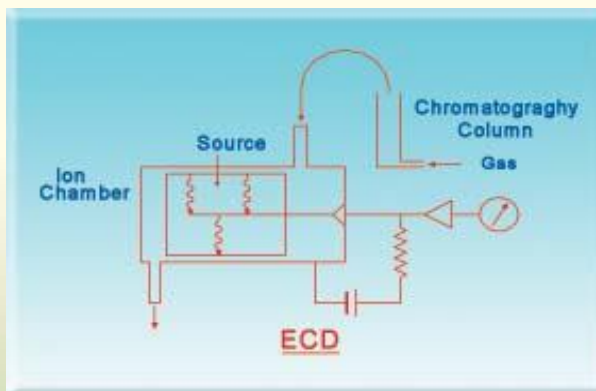 Chromatograghy
Column
Source
Gas
Ion
Chamber
ECD